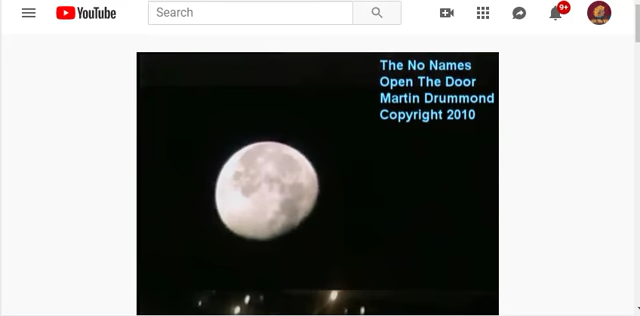 YouTube
Search
9+
The No Names
Open The Door
Martin Drummond
Copyright 2010